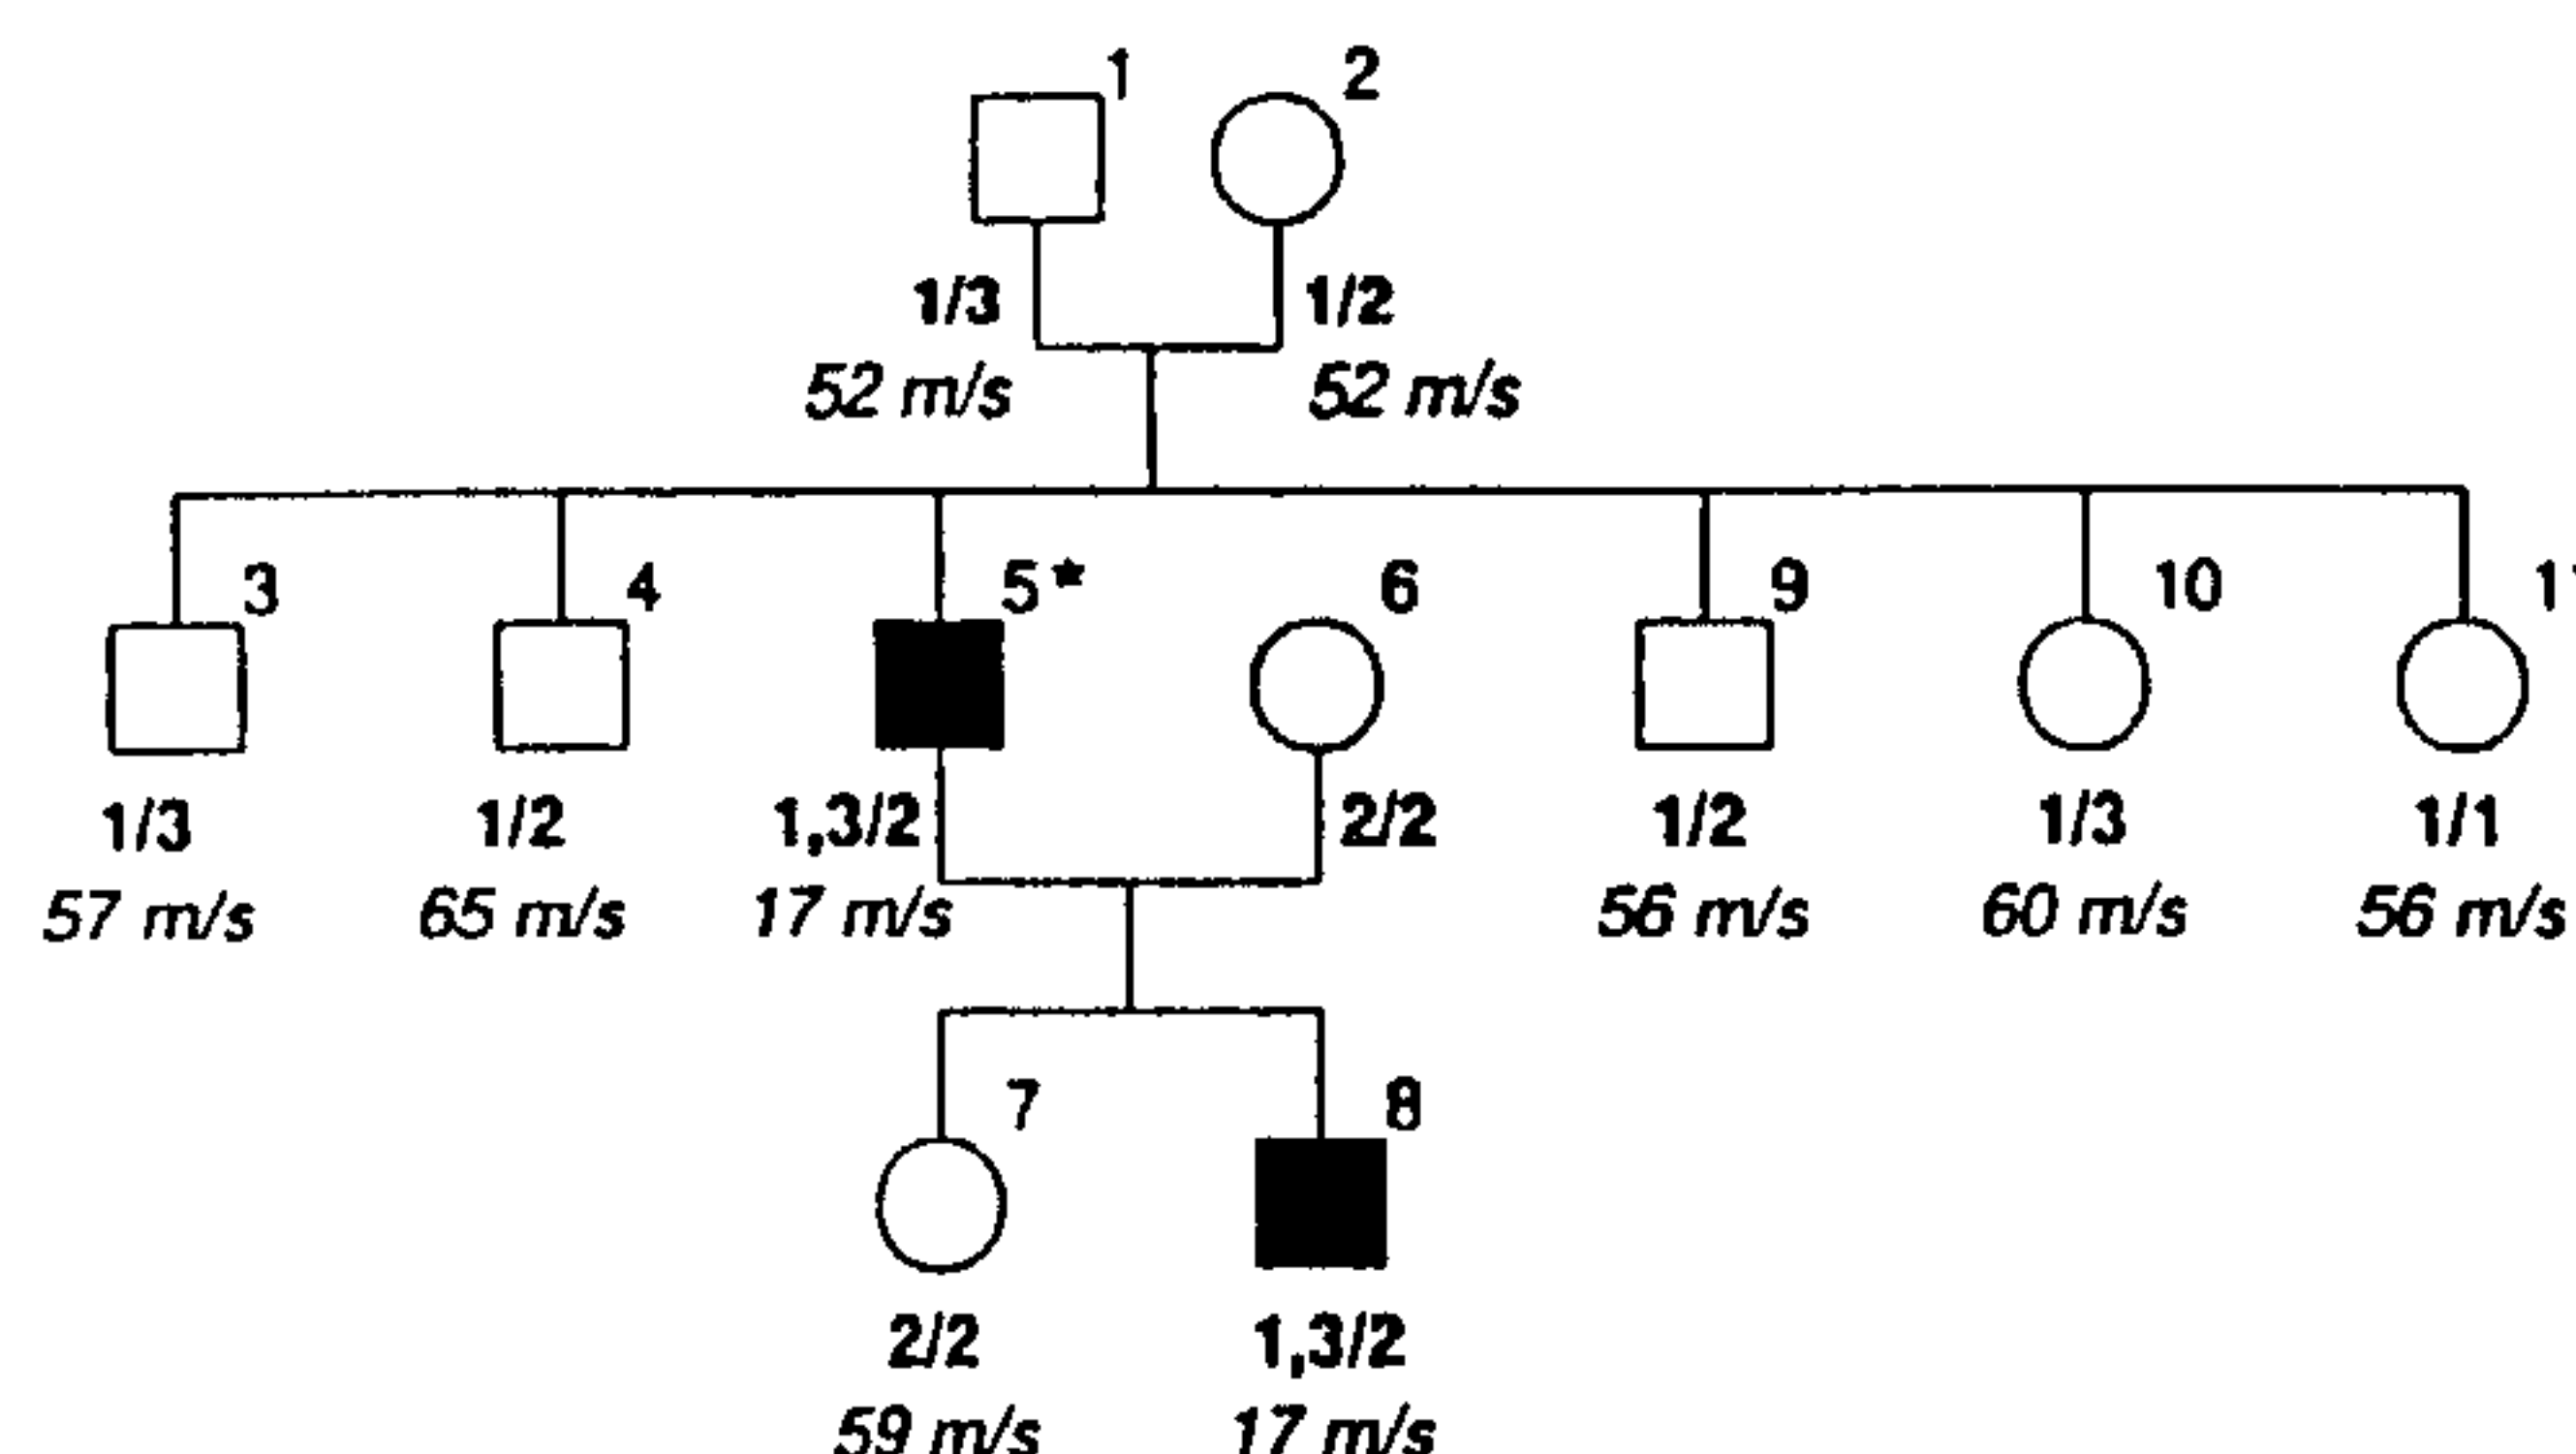 1 2
1/3 1/2
52 m/s 52 m/s
3 4 5* 6 9 10
1/3 1/2 1,3/2 2/2 1/2 1/3 1/1
57 m/s 65 m/s 17 m/s 56 m/s 60 m/s 56 m/s
7 8
2/2 1,3/2
59 m/s 17 m/s